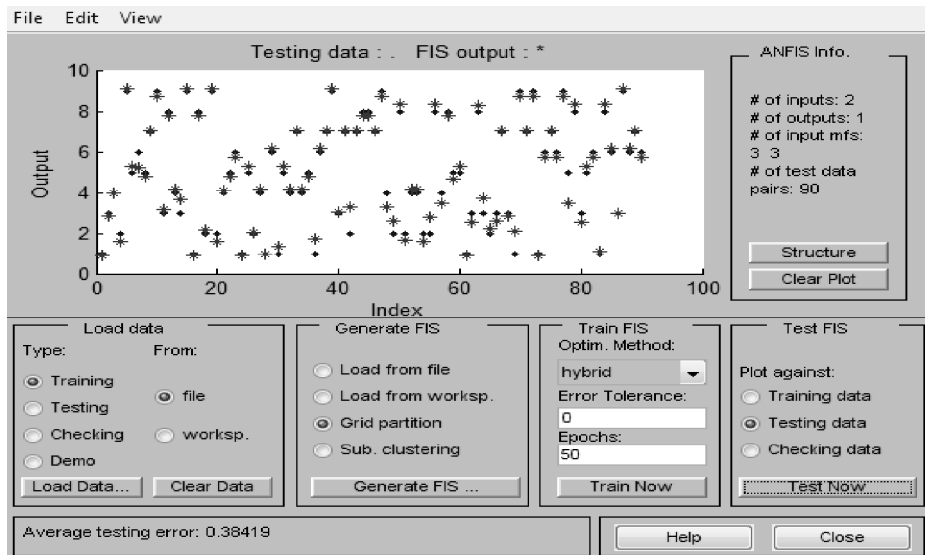 File Edit View
Testing data : . FIS output : *
10
8
6
4
2
0
Output
0 20 40 60 80 100
Index
ANFIS Info.
# of inputs: 2
# of outputs: 1
# of input mfs:
3 3
# of test data
pairs: 90
Structure
Clear Plot
Load data
Type: From:
Training
Testing
Checking
Demo
file
worksp.
Load Data... Clear Data
Generate FIS
Load from file
Load from worksp.
Grid partition
Sub. clustering
Generate FIS ...
Train FIS
Optim. Method:
hybrid
Error Tolerance:
0
Epochs:
50
Train Now
Test FIS
Plot against:
Training data
Testing data
Checking data
Test Now
Average testing error: 0.38419
Help Close